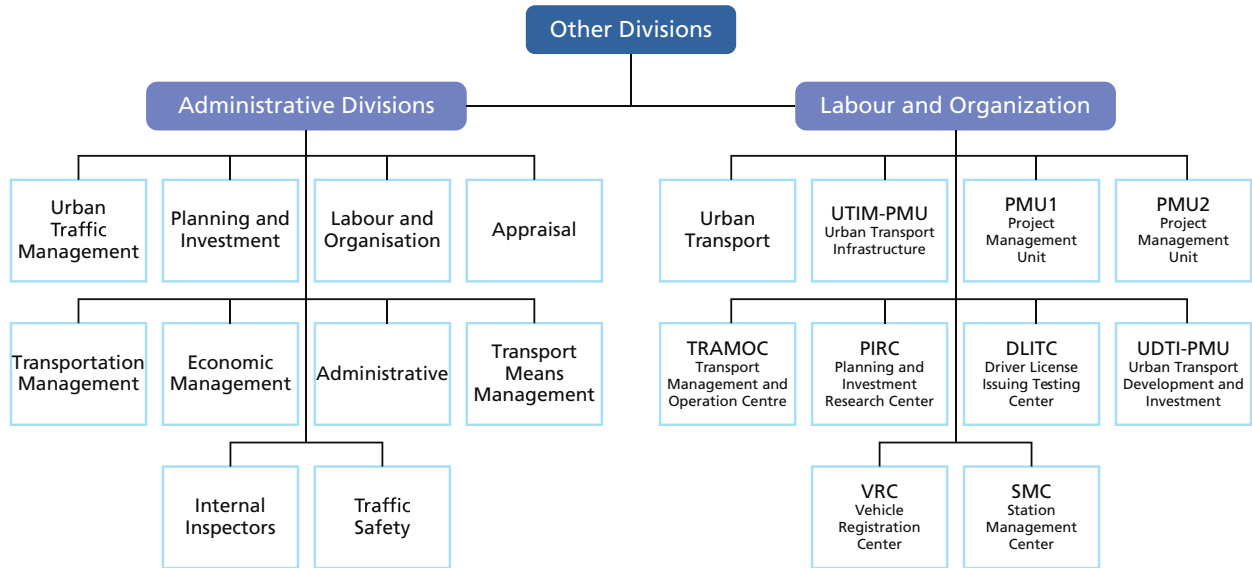 Other Divisions
Administrative Divisions
Labour and Organization
Urban
Traffic
Management
Planning and
Investment
Labour and
Organisation
Appraisal
Urban
Transport
UTIM-PMU
Urban Transport
Infrastructure
PMU1
Project
Management
Unit
PMU2
Project
Management
Unit
Transportation
Management
Economic
Management
Administrative
Transport
Means
Management
TRAMOC
Transport
Management and
Operation Centre
PIRC
Planning and
Investment
Research Center
DLITC
Driver License
Issuing Testing
Center
UDTI-PMU
Urban Transport
Development and
Investment
Internal
Inspectors
Traffic
Safety
VRC
Vehicle
Registration
Center
SMC
Station
Management
Center